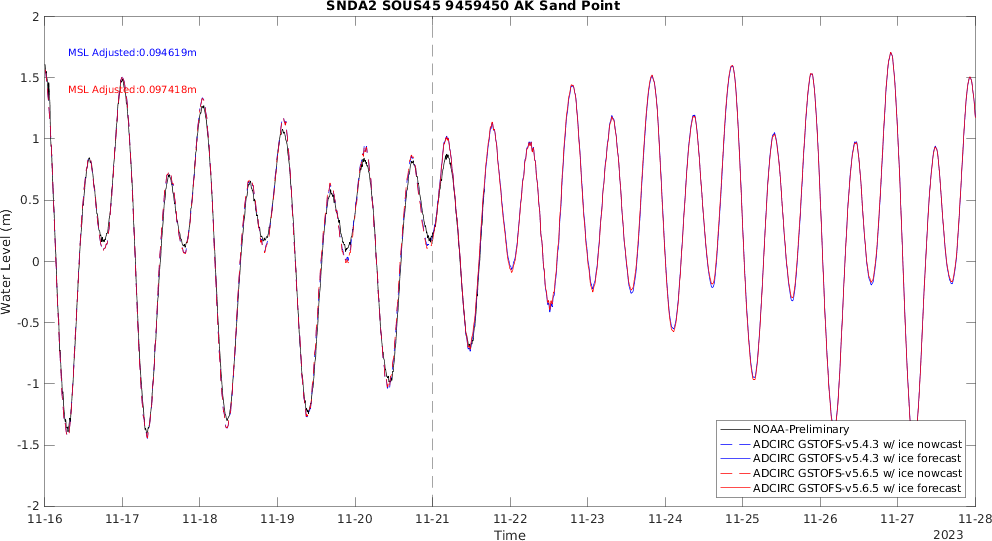 SNDA2 SOUS45 9459450 AK Sand Point
MSL Adjusted:0.094619m
MSL Adjusted:0.097418m
Water Level (m)
2
1.5
1
0.5
0
-0.5
-1
-1.5
-2
NOAA-Preliminary
ADCIRC GSTOFS-v5.4.3 w/ ice nowcast
ADCIRC GSTOFS-v5.4.3 w/ ice forecast
ADCIRC GSTOFS-v5.6.5 w/ ice nowcast
ADCIRC GSTOFS-v5.6.5 w/ ice forecast
11-16 11-17 11-18 11-19 11-20 11-21 11-22 11-23 11-24 11-25 11-26 11-27 11-28
Time
2023